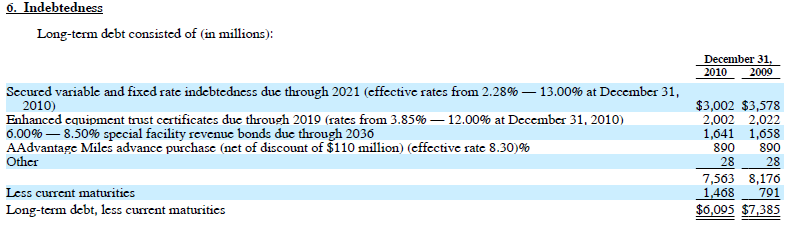 6. Indebtedness
Long-term debt consisted of (in millions):
December 31,
2010 2009
Secured variable and fixed rate indebtedness due through 2021 (effective rates from 2.28% — 13.00% at December 31,
2010) $3,002 $3,578
Enhanced equipment trust certificates due through 2019 (rates from 3.85% — 12.00% at December 31, 2010) 2,002 2,022
6.00% — 8.50% special facility revenue bonds due through 2036 1,641 1,658
AAdvantage Miles advance purchase (net of discount of $110 million) (effective rate 8.30)% 890 890
Other 28 28
7,563 8,176
Less current maturities 1,468 791
Long-term debt, less current maturities $6,095 $7,385